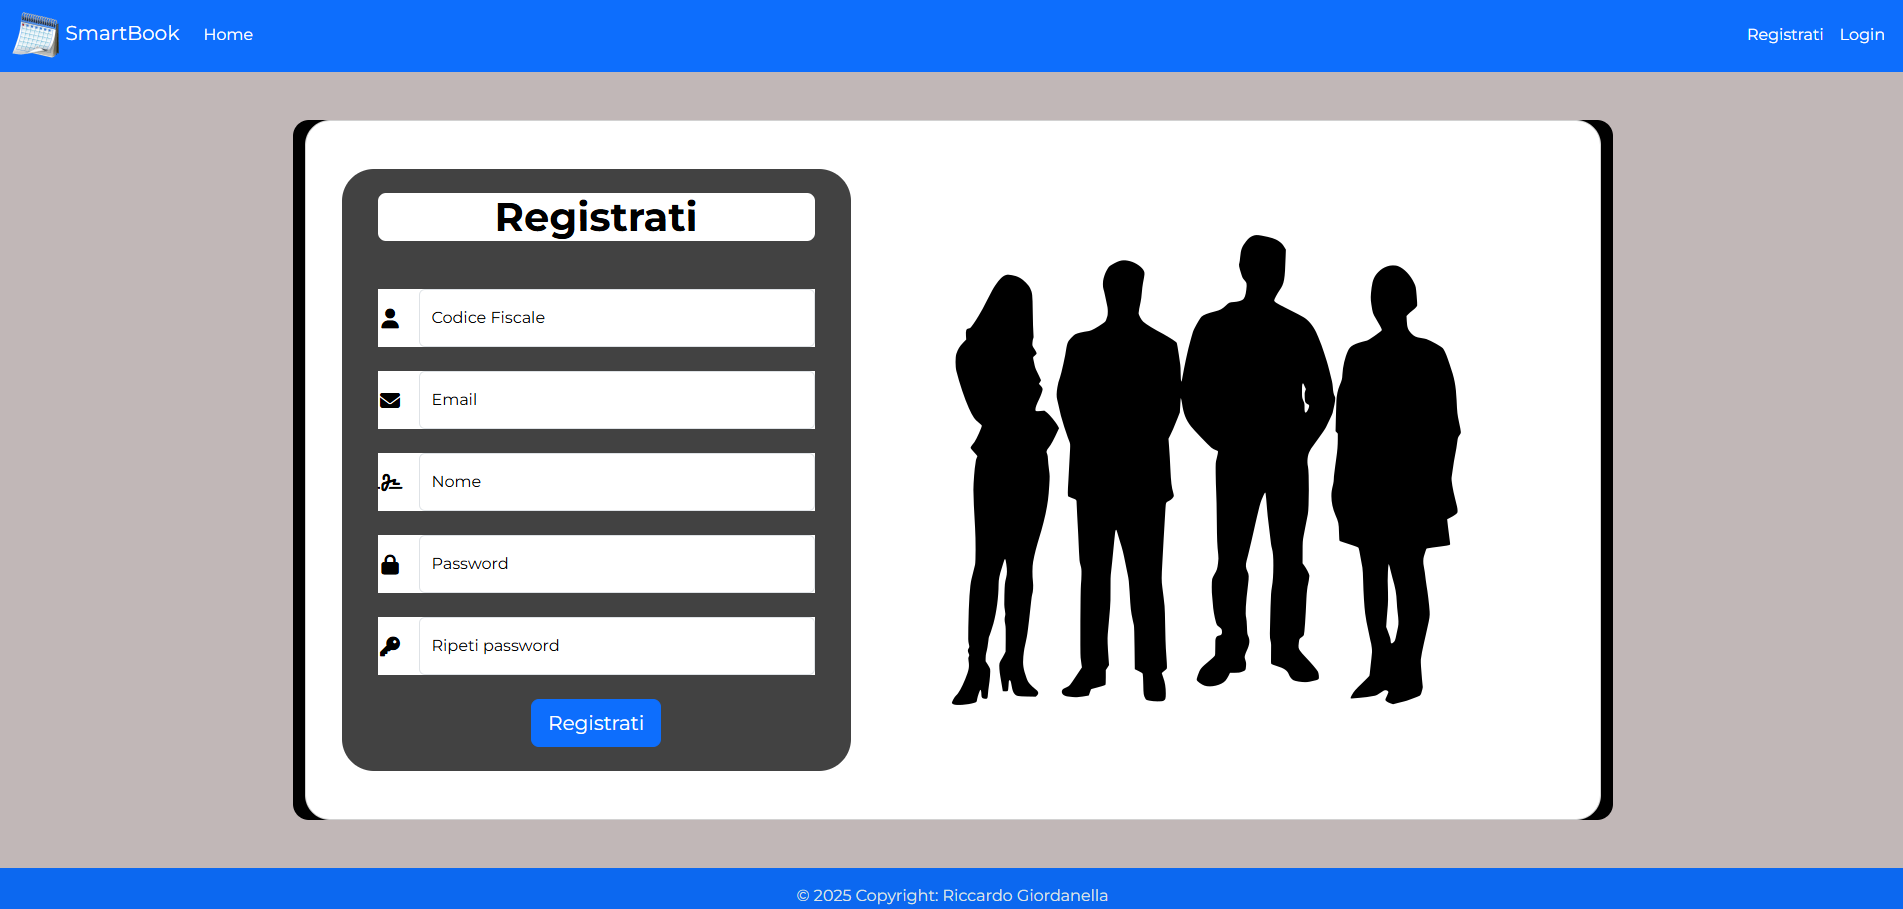 SmartBook
Home
Registrati
Login
Registrati
Codice Fiscale
Email
Nome
Password
Ripeti password
Registrati
© 2025 Copyright: Riccardo Giordanella